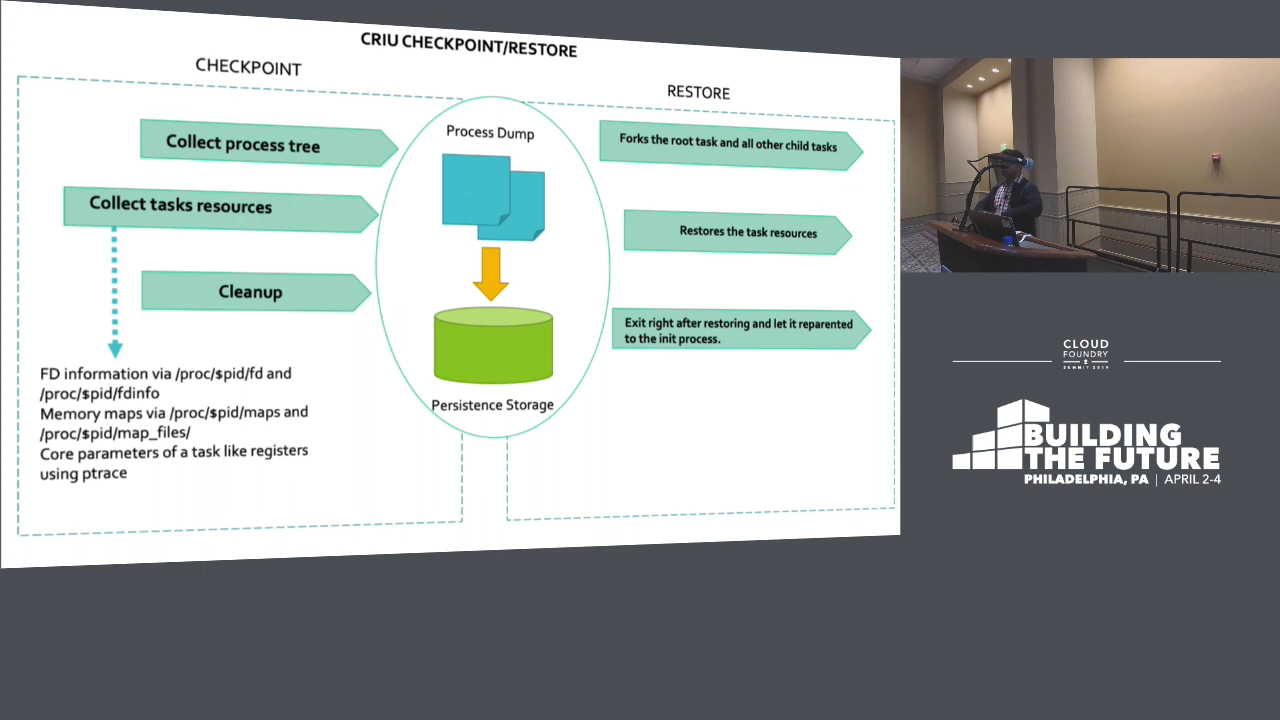 CRIU CHECKPOINT/RESTORE
CHECKPOINT
RESTORE
Collect process tree
Collect tasks resources
Cleanup
FD information via /proc/$pid/fd and
/proc/$pid/fdinfo
Memory maps via /proc/$pid/maps and
/proc/$pid/map_files/
Core parameters of a task like registers
using ptrace
Process Dump
Persistence Storage
Forks the root task and all other child tasks
Restores the task resources
Exit right after restoring and let it reparented
to the init process.
CLOUD
FOUNDRY
SUMMIT 2019
BUILDING
THE FUTURE
PHILADELPHIA, PA | APRIL 2-4